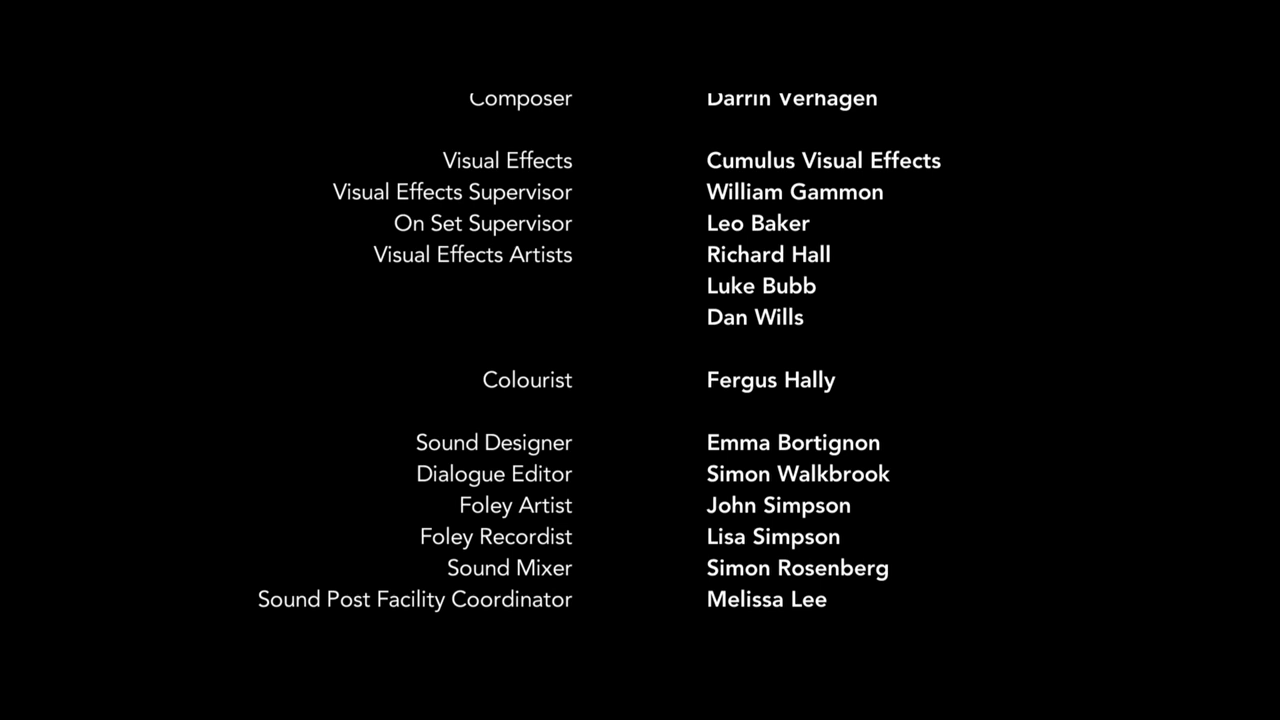 Composer Darrin Verhagen
Visual Effects Cumulus Visual Effects
Visual Effects Supervisor William Gammon
On Set Supervisor Leo Baker
Visual Effects Artists Richard Hall
Luke Bubb
Dan Wills
Colourist Fergus Hally
Sound Designer Emma Bortignon
Dialogue Editor Simon Walkbrook
Foley Artist John Simpson
Foley Recordist Lisa Simpson
Sound Mixer Simon Rosenberg
Sound Post Facility Coordinator Melissa Lee